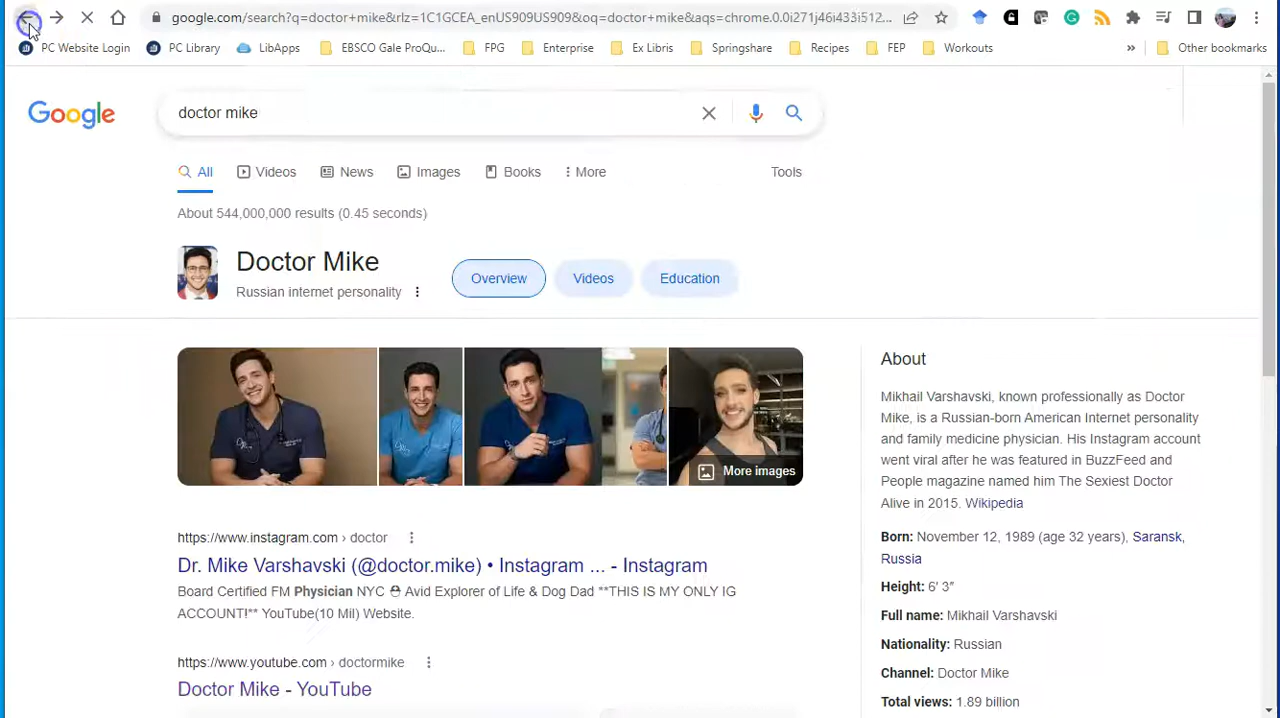 google.com/search?q=doctor+mike&rlz=1C1GCEA_enUS909US909&oq=doctor+mike&aqs=chrome.0.0i271j46i433i512...
PC Website Login PC Library LibApps EBSCO Gale ProQu... FPG Enterprise Ex Libris Springshare Recipes FEP Workouts » Other bookmarks
Google
doctor mike
All Videos News Images Books More Tools
About 544,000,000 results (0.45 seconds)
Doctor Mike
Russian internet personality
Overview Videos Education
More images
https://www.instagram.com › doctor
Dr. Mike Varshavski (@doctor.mike) • Instagram ... - Instagram
Board Certified FM Physician NYC Avid Explorer of Life & Dog Dad **THIS IS MY ONLY IG
ACCOUNT!** YouTube(10 Mil) Website.
https://www.youtube.com › doctormike
Doctor Mike - YouTube
About
Mikhail Varshavski, known professionally as Doctor
Mike, is a Russian-born American Internet personality
and family medicine physician. His Instagram account
went viral after he was featured in BuzzFeed and
People magazine named him The Sexiest Doctor
Alive in 2015. Wikipedia
Born: November 12, 1989 (age 32 years), Saransk,
Russia
Height: 6′ 3″
Full name: Mikhail Varshavski
Nationality: Russian
Channel: Doctor Mike
Total views: 1.89 billion